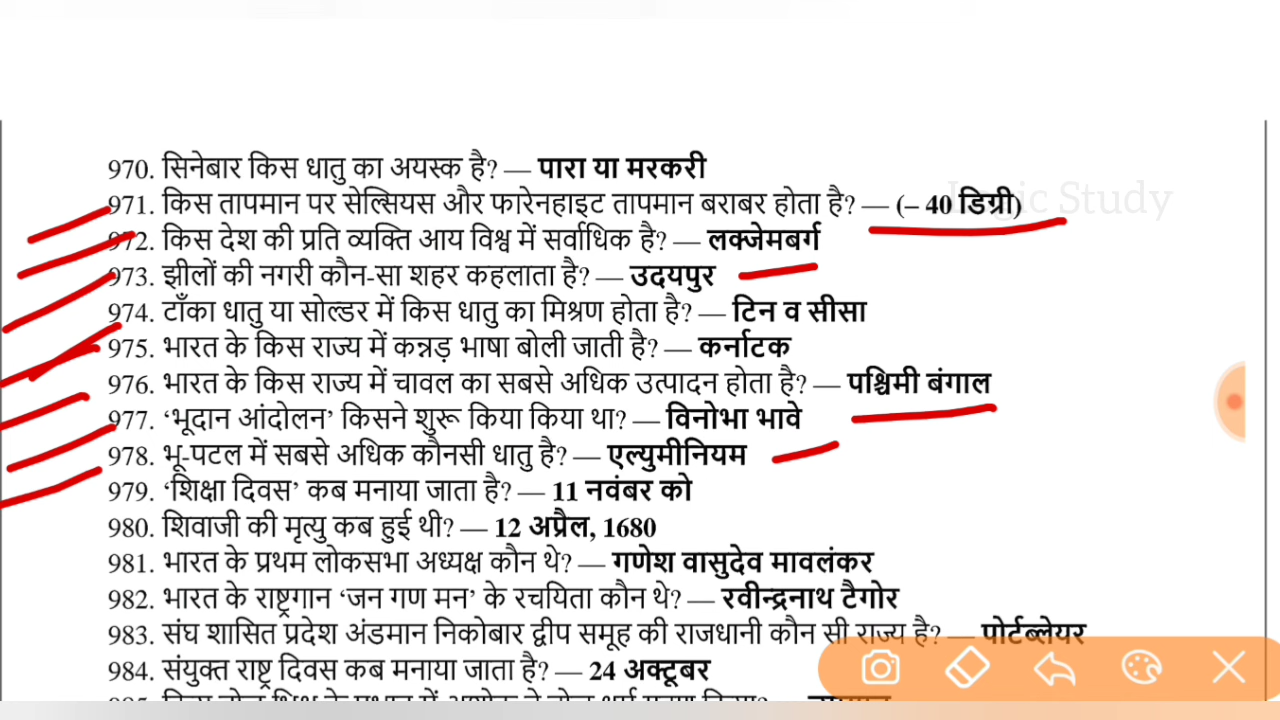 Logic Study
970. सिनेबार किस धातु का अयस्क है? — पारा या मरकरी
971. किस तापमान पर सेल्सियस और फारेनहाइट तापमान बराबर होता है? — (– 40 डिग्री)
972. किस देश की प्रति व्यक्ति आय विश्व में सर्वाधिक है? — लक्जेमबर्ग
973. झीलों की नगरी कौन-सा शहर कहलाता है? — उदयपुर
974. टाँका धातु या सोल्डर में किस धातु का मिश्रण होता है? — टिन व सीसा
975. भारत के किस राज्य में कन्नड़ भाषा बोली जाती है? — कर्नाटक
976. भारत के किस राज्य में चावल का सबसे अधिक उत्पादन होता है? — पश्चिमी बंगाल
977. ‘भूदान आंदोलन’ किसने शुरू किया किया था? — विनोभा भावे
978. भू-पटल में सबसे अधिक कौनसी धातु है? — एल्युमीनियम
979. ‘शिक्षा दिवस’ कब मनाया जाता है? — 11 नवंबर को
980. शिवाजी की मृत्यु कब हुई थी? — 12 अप्रैल, 1680
981. भारत के प्रथम लोकसभा अध्यक्ष कौन थे? — गणेश वासुदेव मावलंकर
982. भारत के राष्ट्रगान ‘जन गण मन’ के रचयिता कौन थे? — रवीन्द्रनाथ टैगोर
983. संघ शासित प्रदेश अंडमान निकोबार द्वीप समूह की राजधानी कौन सी राज्य है? — पोर्टब्लेयर
984. संयुक्त राष्ट्र दिवस कब मनाया जाता है? — 24 अक्टूबर